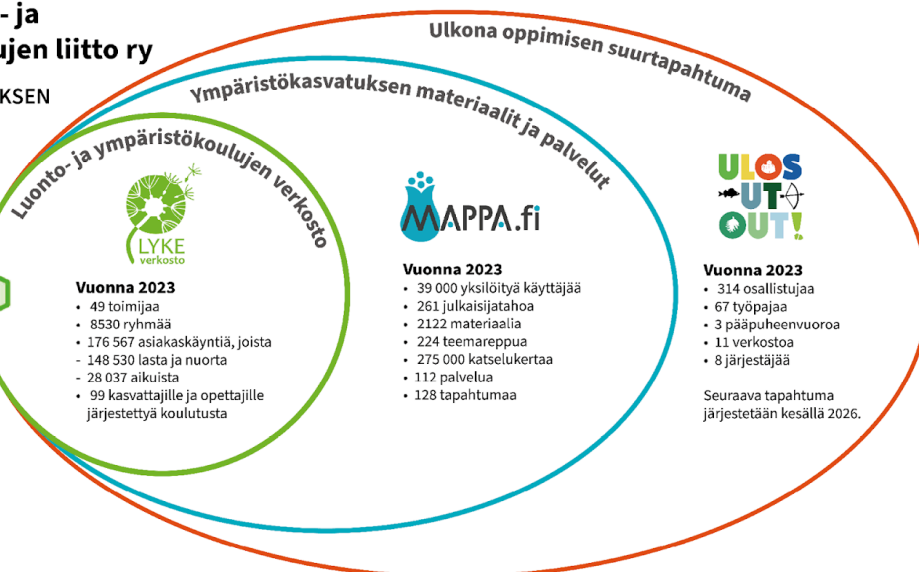 - ja
ujen liitto ry
KSEN
Ulkona oppimisen suurtapahtuma
Ympäristökasvatuksen materiaalit ja palvelut
Luonto- ja ympäristökoulujen verkosto
LYKE
verkosto
Vuonna 2023
• 49 toimijaa
• 8530 ryhmää
• 176 567 asiakaskäyntiä, joista
- 148 530 lasta ja nuorta
- 28 037 aikuista
• 99 kasvattajille ja opettajille
järjestettyä koulutusta
MAPPA.fi
Vuonna 2023
• 39 000 yksilöityä käyttäjää
• 261 julkaisijatahoa
• 2122 materiaalia
• 224 teemareppua
• 275 000 katselukertaa
• 112 palvelua
• 128 tapahtumaa
ULOS
UT
OUT!
Vuonna 2023
• 314 osallistujaa
• 67 työpajaa
• 3 pääpuheenvuoroa
• 11 verkostoa
• 8 järjestäjää
Seuraava tapahtuma
järjestetään kesällä 2026.